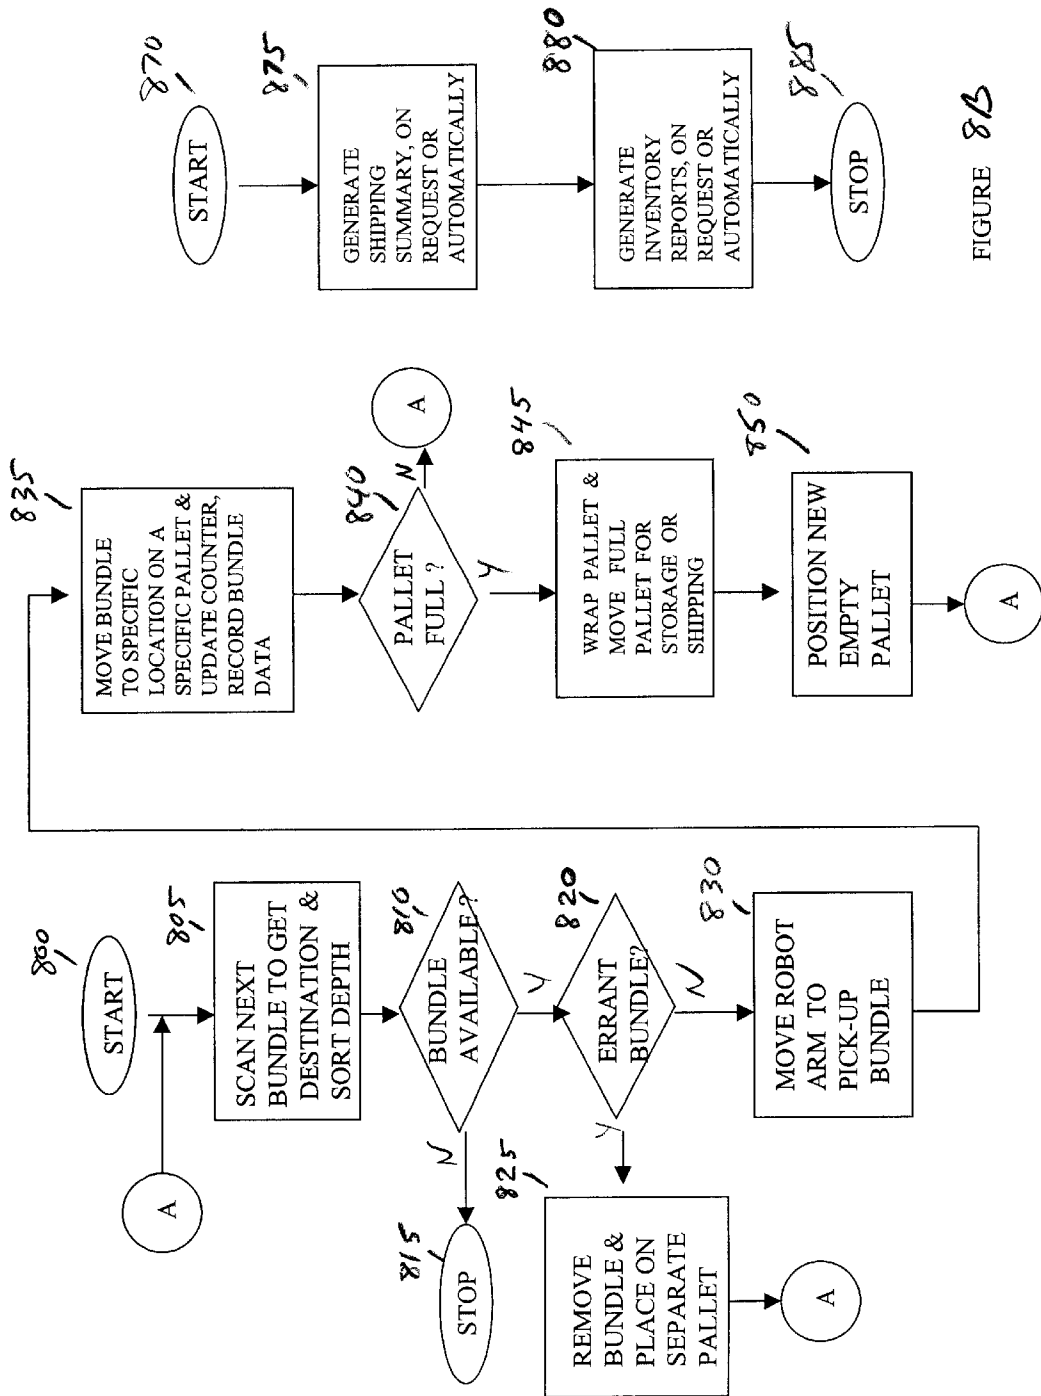 800
START
A
805
SCAN NEXT
BUNDLE TO GET
DESTINATION &
SORT DEPTH
810
BUNDLE
AVAILABLE?
N
Y
815
STOP
820
ERRANT
BUNDLE?
Y
N
825
REMOVE
BUNDLE &
PLACE ON
SEPARATE
PALLET
A
830
MOVE ROBOT
ARM TO
PICK-UP
BUNDLE
835
MOVE BUNDLE
TO SPECIFIC
LOCATION ON A
SPECIFIC PALLET &
UPDATE COUNTER,
RECORD BUNDLE
DATA
840
PALLET
FULL ?
N
A
Y
845
WRAP PALLET &
MOVE FULL
PALLET FOR
STORAGE OR
SHIPPING
850
POSITION NEW
EMPTY
PALLET
A
870
START
875
GENERATE
SHIPPING
SUMMARY, ON
REQUEST OR
AUTOMATICALLY
880
GENERATE
INVENTORY
REPORTS, ON
REQUEST OR
AUTOMATICALLY
885
STOP
FIGURE 8B